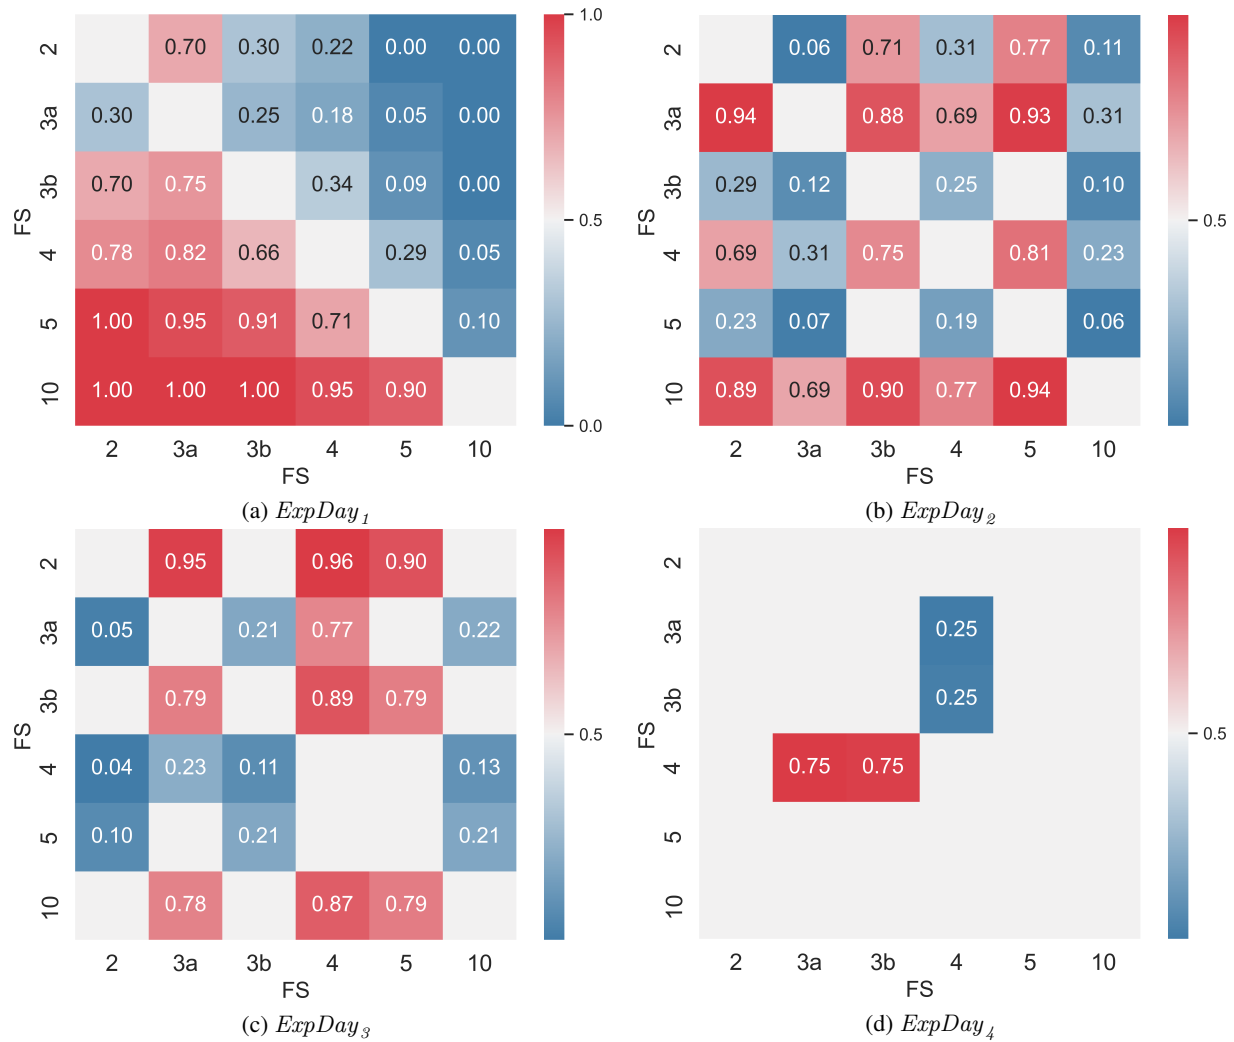 2 0.70 0.30 0.22 0.00 0.00
3a 0.30 0.25 0.18 0.05 0.00
3b 0.70 0.75 0.34 0.09 0.00
4 0.78 0.82 0.66 0.29 0.05
5 1.00 0.95 0.91 0.71 0.10
10 1.00 1.00 1.00 0.95 0.90
FS
2 3a 3b 4 5 10
FS
1.0
0.5
0.0
(a) ExpDay1
2 0.06 0.71 0.31 0.77 0.11
3a 0.94 0.88 0.69 0.93 0.31
3b 0.29 0.12 0.25 0.10
4 0.69 0.31 0.75 0.81 0.23
5 0.23 0.07 0.19 0.06
10 0.89 0.69 0.90 0.77 0.94
FS
2 3a 3b 4 5 10
FS
0.5
(b) ExpDay2
2 0.95 0.96 0.90
3a 0.05 0.21 0.77 0.22
3b 0.79 0.89 0.79
4 0.04 0.23 0.11 0.13
5 0.10 0.21 0.21
10 0.78 0.87 0.79
FS
2 3a 3b 4 5 10
FS
0.5
(c) ExpDay3
2
3a 0.25
3b 0.25
4 0.75 0.75
5
10
FS
2 3a 3b 4 5 10
FS
0.5
(d) ExpDay4